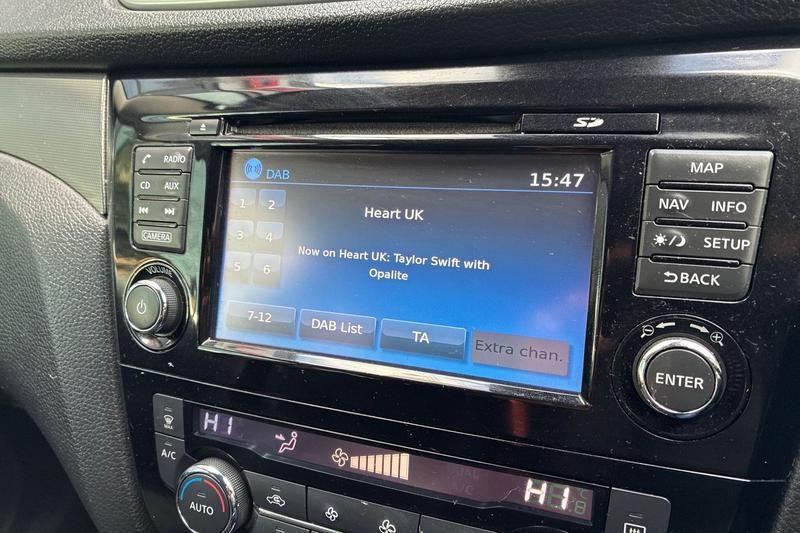 RADIO
CD AUX
CAMERA
VOLUME
DAB
15:47
1 2
3 4
5 6
Heart UK
Now on Heart UK: Taylor Swift with
Opalite
7-12
DAB List
TA
Extra chan.
SD
MAP
NAV INFO
SETUP
BACK
ENTER
MAX
A/C
AUTO
HI
HI